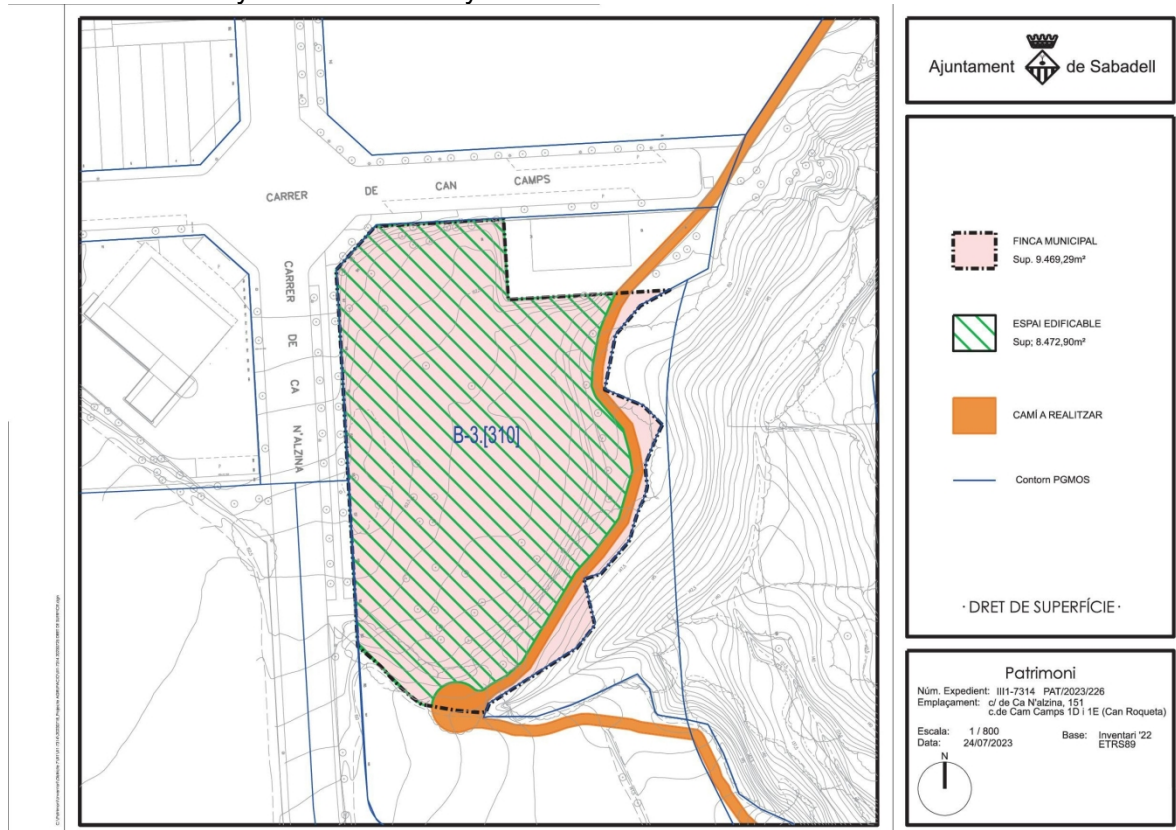 Ajuntament de Sabadell
CARRER DE CAN CAMPS
CARRER DE CA N'ALZINA
B-3.[310]
FINCA MUNICIPAL
Sup. 9.469,29m²
ESPAI EDIFICABLE
Sup; 8.472,90m²
CAMÍ A REALITZAR
Contorn PGMOS
· DRET DE SUPERFÍCIE ·
Patrimoni
Núm. Expedient: III1-7314 PAT/2023/226
Emplaçament: c/ de Ca N'alzina, 151
c.de Cam Camps 1D i 1E (Can Roqueta)
Escala: 1 / 800
Base: Inventari '22
Data: 24/07/2023
ETRS89
N